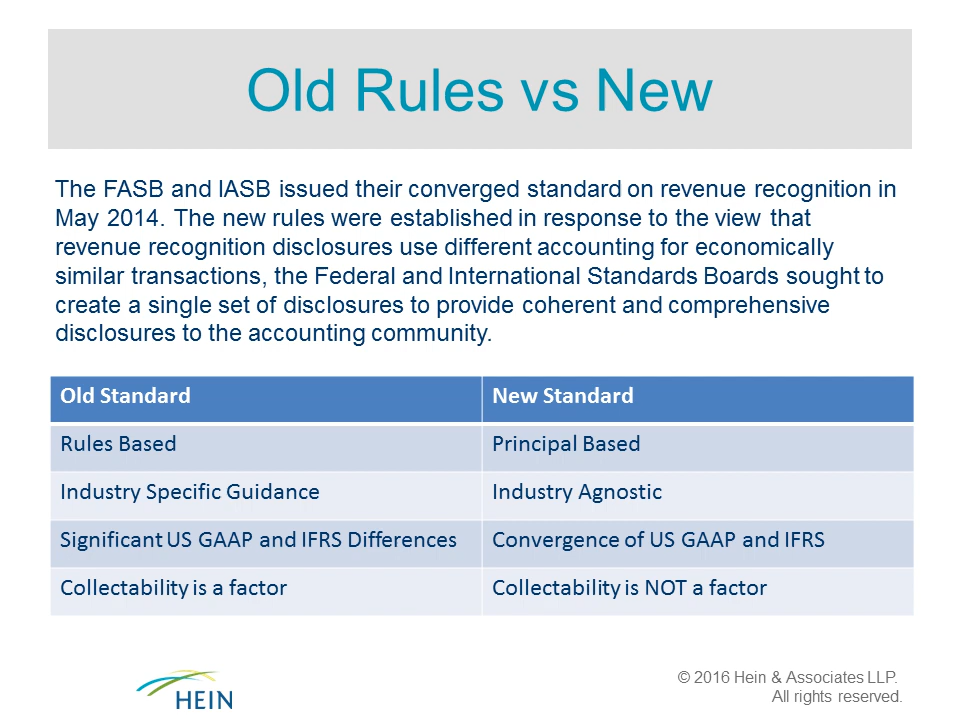 Old Rules vs New
The FASB and IASB issued their converged standard on revenue recognition in
May 2014. The new rules were established in response to the view that
revenue recognition disclosures use different accounting for economically
similar transactions, the Federal and International Standards Boards sought to
create a single set of disclosures to provide coherent and comprehensive
disclosures to the accounting community.
Old Standard New Standard
Rules Based Principal Based
Industry Specific Guidance Industry Agnostic
Significant US GAAP and IFRS Differences Convergence of US GAAP and IFRS
Collectability is a factor Collectability is NOT a factor
HEIN
© 2016 Hein & Associates LLP.
All rights reserved.